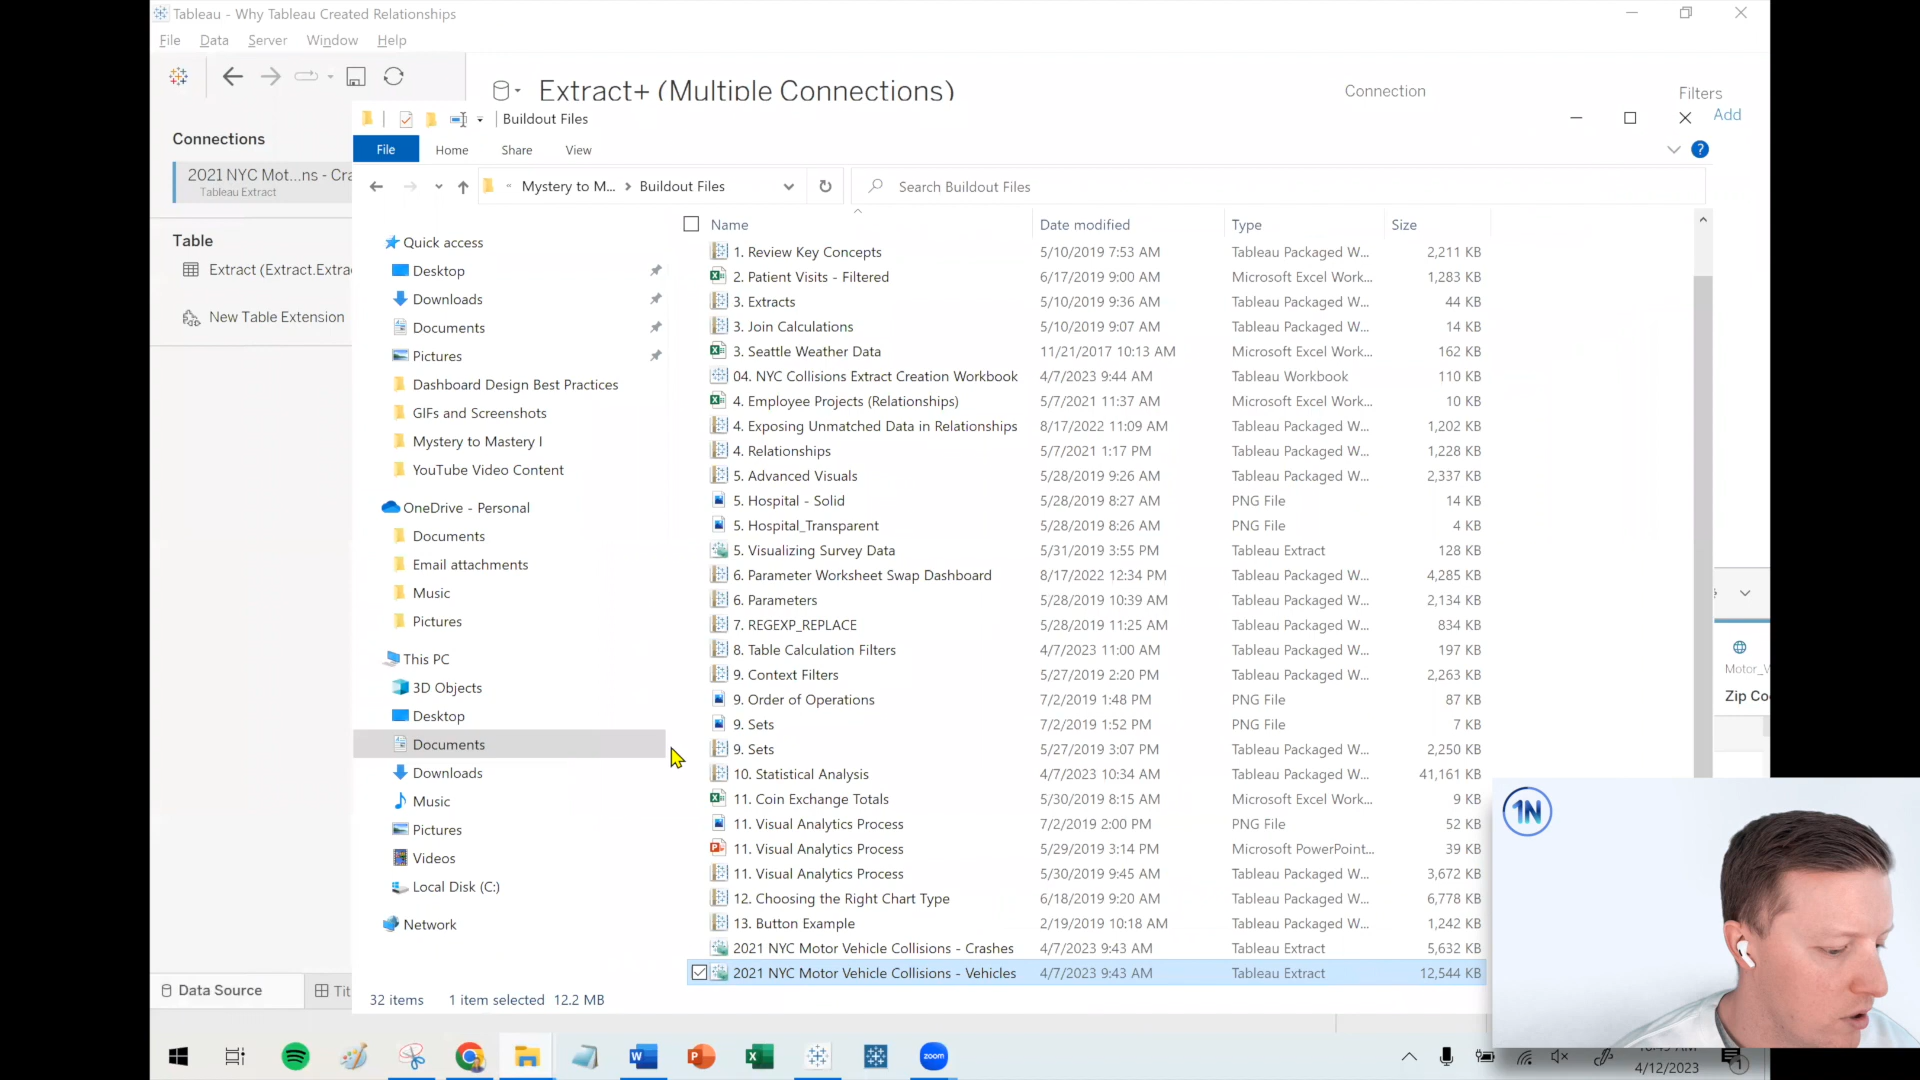 Tableau - Why Tableau Created Relationships
File Data Server Window Help
Extract+ (Multiple Connections)
Connection
Filters
Add
Connections
2021 NYC Mot...ns - Cra
Tableau Extract
Table
Extract (Extract.Extra
New Table Extension
Buildout Files
File Home Share View
?
« Mystery to M... > Buildout Files
Search Buildout Files
Quick access
Desktop
Downloads
Documents
Pictures
Dashboard Design Best Practices
GIFs and Screenshots
Mystery to Mastery I
YouTube Video Content
OneDrive - Personal
Documents
Email attachments
Music
Pictures
This PC
3D Objects
Desktop
Documents
Downloads
Music
Pictures
Videos
Local Disk (C:)
Network
Name Date modified Type Size
1. Review Key Concepts 5/10/2019 7:53 AM Tableau Packaged W... 2,211 KB
2. Patient Visits - Filtered 6/17/2019 9:00 AM Microsoft Excel Work... 1,283 KB
3. Extracts 5/10/2019 9:36 AM Tableau Packaged W... 44 KB
3. Join Calculations 5/10/2019 9:07 AM Tableau Packaged W... 14 KB
3. Seattle Weather Data 11/21/2017 10:13 AM Microsoft Excel Work... 162 KB
04. NYC Collisions Extract Creation Workbook 4/7/2023 9:44 AM Tableau Workbook 110 KB
4. Employee Projects (Relationships) 5/7/2021 11:37 AM Microsoft Excel Work... 10 KB
4. Exposing Unmatched Data in Relationships 8/17/2022 11:09 AM Tableau Packaged W... 1,202 KB
4. Relationships 5/7/2021 1:17 PM Tableau Packaged W... 1,228 KB
5. Advanced Visuals 5/28/2019 9:26 AM Tableau Packaged W... 2,337 KB
5. Hospital - Solid 5/28/2019 8:27 AM PNG File 14 KB
5. Hospital_Transparent 5/28/2019 8:26 AM PNG File 4 KB
5. Visualizing Survey Data 5/31/2019 3:55 PM Tableau Extract 128 KB
6. Parameter Worksheet Swap Dashboard 8/17/2022 12:34 PM Tableau Packaged W... 4,285 KB
6. Parameters 5/28/2019 10:39 AM Tableau Packaged W... 2,134 KB
7. REGEXP_REPLACE 5/28/2019 11:25 AM Tableau Packaged W... 834 KB
8. Table Calculation Filters 4/7/2023 11:00 AM Tableau Packaged W... 197 KB
9. Context Filters 5/27/2019 2:20 PM Tableau Packaged W... 2,263 KB
9. Order of Operations 7/2/2019 1:48 PM PNG File 87 KB
9. Sets 7/2/2019 1:52 PM PNG File 7 KB
9. Sets 5/27/2019 3:07 PM Tableau Packaged W... 2,250 KB
10. Statistical Analysis 4/7/2023 10:34 AM Tableau Packaged W... 41,161 KB
11. Coin Exchange Totals 5/30/2019 8:15 AM Microsoft Excel Work... 9 KB
11. Visual Analytics Process 7/2/2019 2:00 PM PNG File 52 KB
11. Visual Analytics Process 5/29/2019 3:14 PM Microsoft PowerPoint... 39 KB
11. Visual Analytics Process 5/30/2019 9:45 AM Tableau Packaged W... 3,672 KB
12. Choosing the Right Chart Type 6/18/2019 9:20 AM Tableau Packaged W... 6,778 KB
13. Button Example 2/19/2019 10:18 AM Tableau Packaged W... 1,242 KB
2021 NYC Motor Vehicle Collisions - Crashes 4/7/2023 9:43 AM Tableau Extract 5,632 KB
2021 NYC Motor Vehicle Collisions - Vehicles 4/7/2023 9:43 AM Tableau Extract 12,544 KB
32 items 1 item selected 12.2 MB
Motor_V
Zip Co
Data Source
Tit
1N
zoom
4/12/2023
1